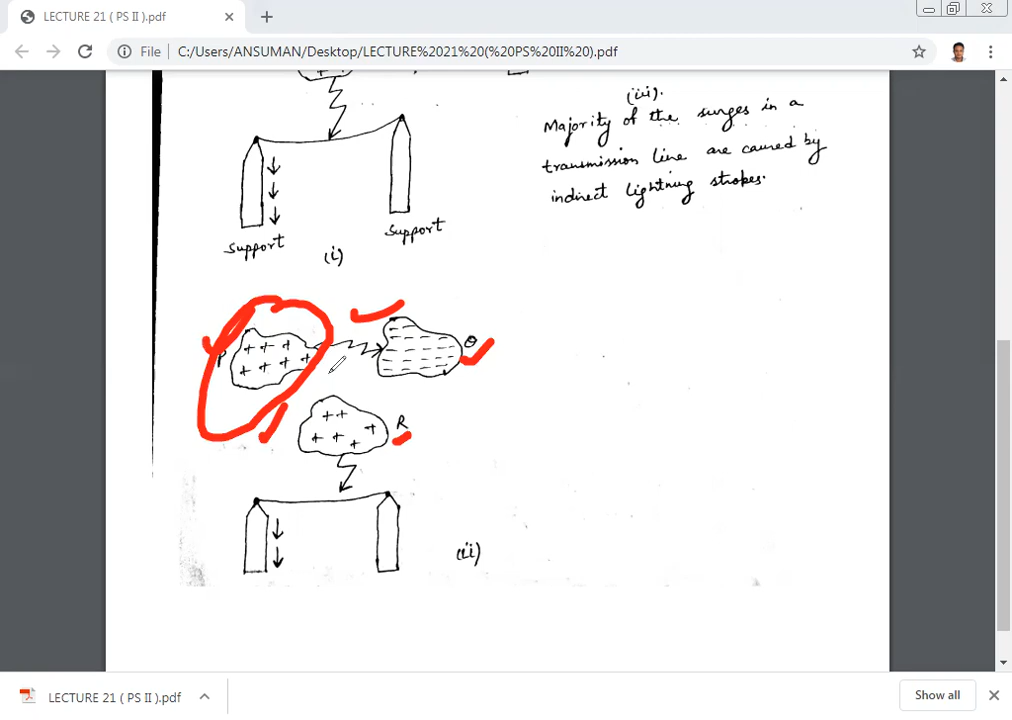 LECTURE 21 ( PS II ).pdf
File
C:/Users/ANSUMAN/Desktop/LECTURE%2021%20(%20PS%20II%20).pdf
(iii).
Majority of the surges in a
transmission line are caused by
indirect lightning strokes.
Support
Support
(i)
P
Q
R
(ii)
LECTURE 21 ( PS II ).pdf
Show all